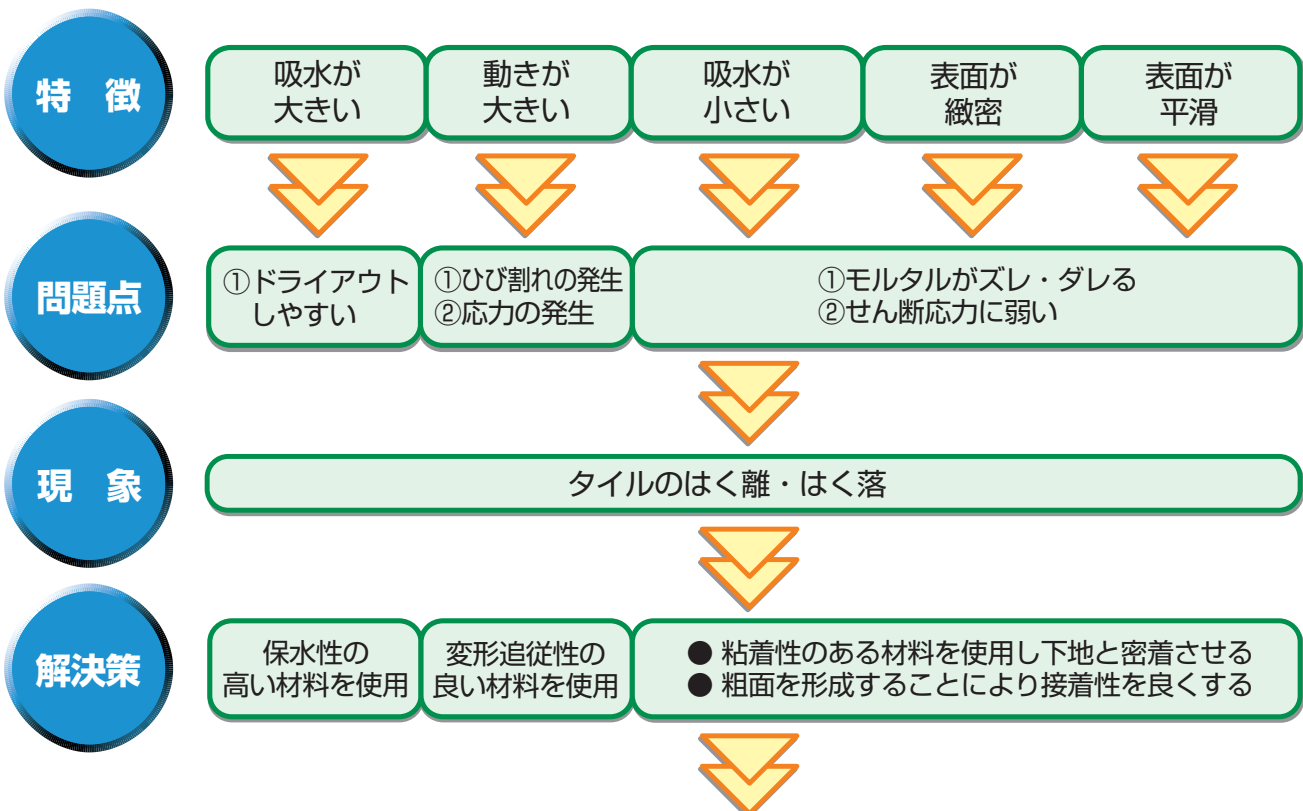 特 徴
吸水が
大きい
動きが
大きい
吸水が
小さい
表面が
緻密
表面が
平滑
問題点
①ドライアウト
しやすい
①ひび割れの発生
②応力の発生
①モルタルがズレ・ダレる
②せん断応力に弱い
現 象
タイルのはく離・はく落
解決策
保水性の
高い材料を使用
変形追従性の
良い材料を使用
● 粘着性のある材料を使用し下地と密着させる
● 粗面を形成することにより接着性を良くする